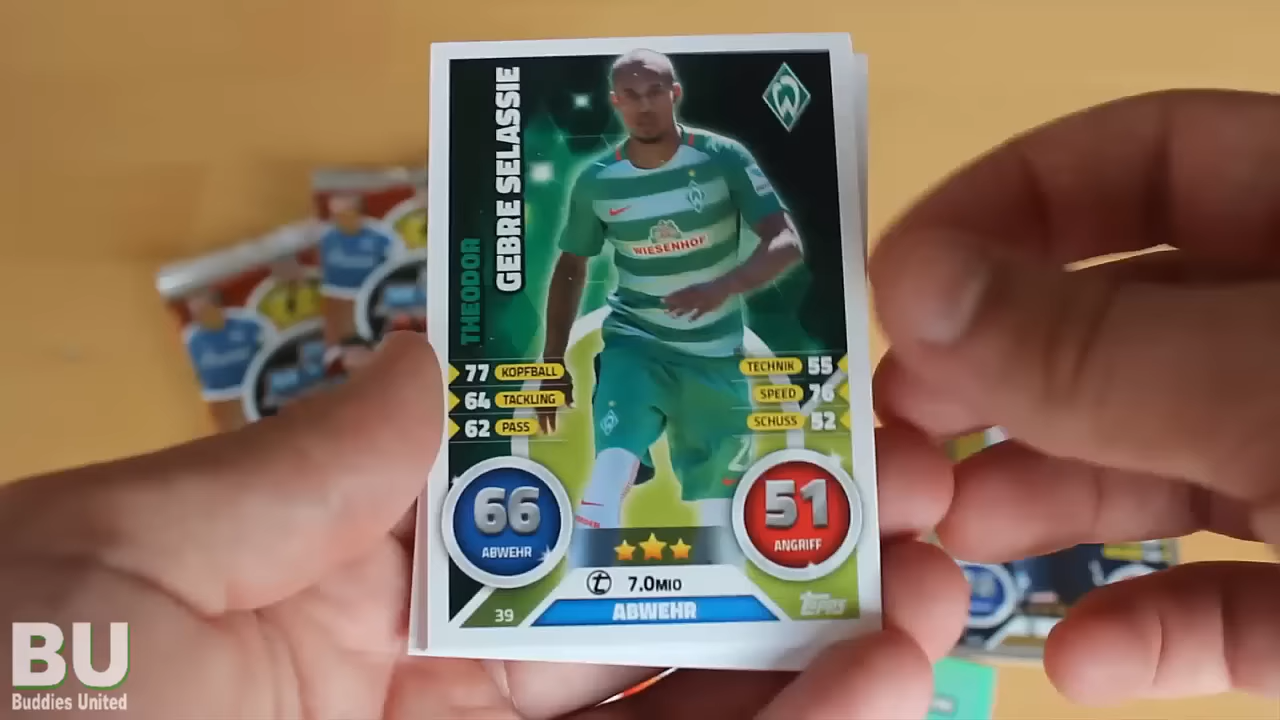 THEODOR
GEBRE SELASSIE
WIESENHOF
77 KOPFBALL
64 TACKLING
62 PASS
TECHNIK 55
SPEED 76
SCHUSS 52
66
ABWEHR
51
ANGRIFF
7.0MIO
39
ABWEHR
Topps
BU
Buddies United